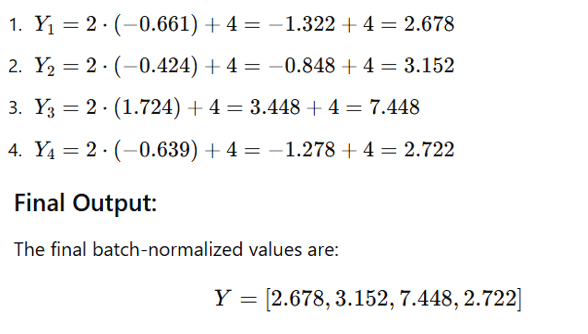 1. Y₁ = 2 · (−0.661) + 4 = −1.322 + 4 = 2.678
2. Y₂ = 2 · (−0.424) + 4 = −0.848 + 4 = 3.152
3. Y₃ = 2 · (1.724) + 4 = 3.448 + 4 = 7.448
4. Y₄ = 2 · (−0.639) + 4 = −1.278 + 4 = 2.722
Final Output:
The final batch-normalized values are:
Y = [2.678, 3.152, 7.448, 2.722]